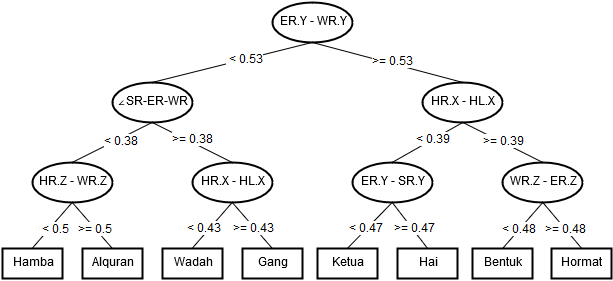 ER.Y - WR.Y
< 0.53 >= 0.53
∠SR-ER-WR HR.X - HL.X
< 0.38 >= 0.38 < 0.39 >= 0.39
HR.Z - WR.Z HR.X - HL.X ER.Y - SR.Y WR.Z - ER.Z
< 0.5 >= 0.5 < 0.43 >= 0.43 < 0.47 >= 0.47 < 0.48 >= 0.48
Hamba Alquran Wadah Gang Ketua Hai Bentuk Hormat